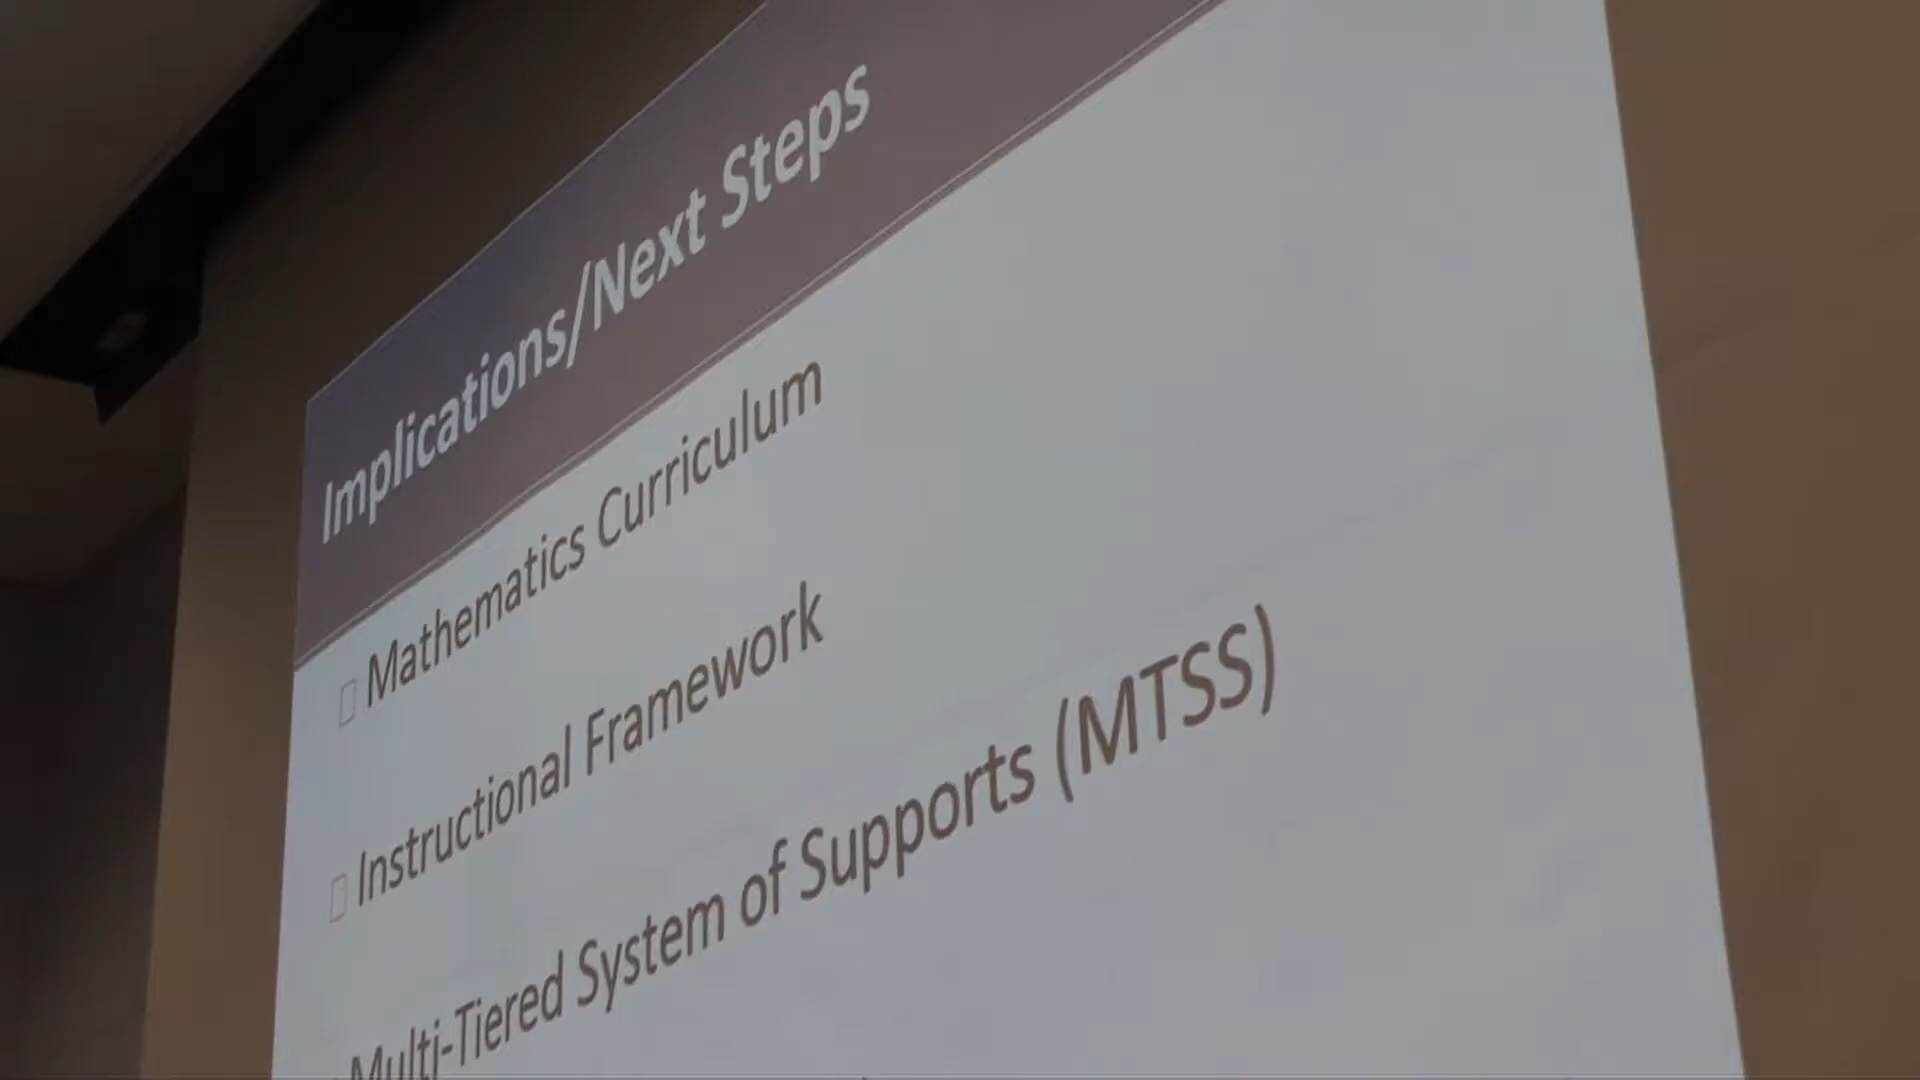 Implications/Next Steps
Mathematics Curriculum
Instructional Framework
Multi-Tiered System of Supports (MTSS)